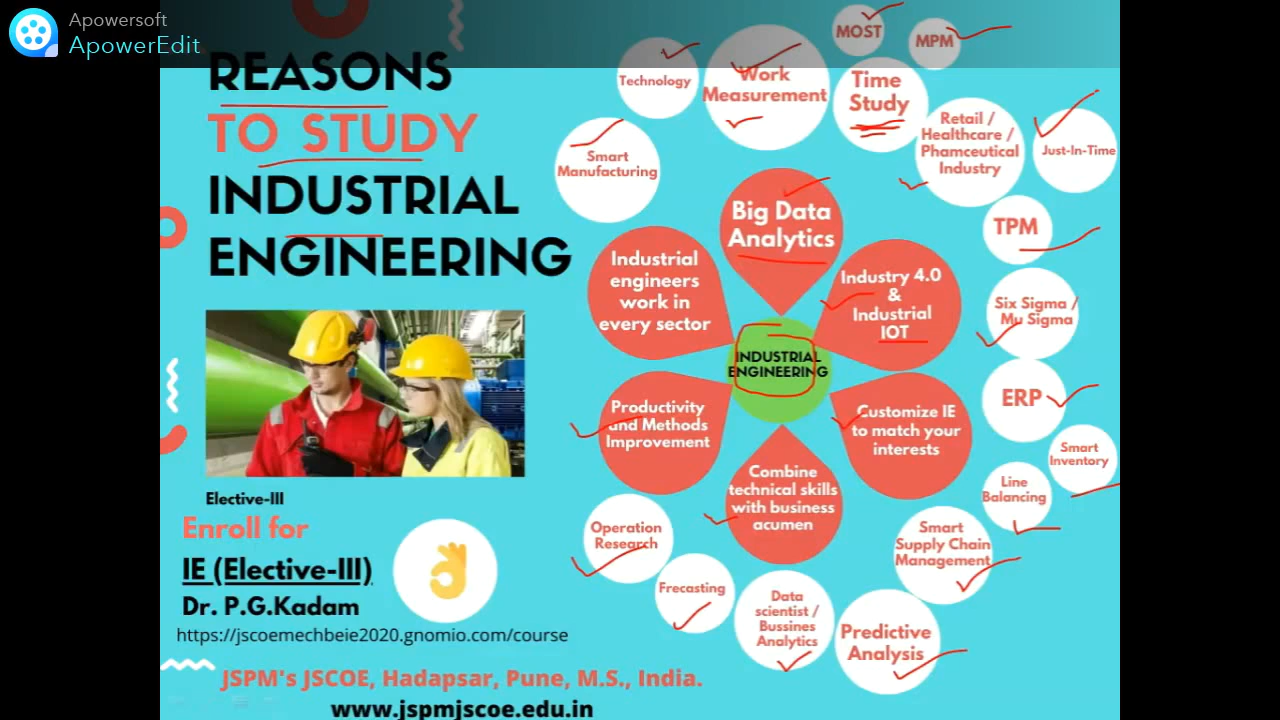 Apowersoft
ApowerEdit
REASONS
TO STUDY
INDUSTRIAL
ENGINEERING
Elective-III
Enroll for
IE (Elective-III)
Dr. P.G.Kadam
https://jscoemechbeie2020.gnomio.com/course
JSPM's JSCOE, Hadapsar, Pune, M.S., India.
www.jspmjscoe.edu.in
Smart
Manufacturing
Technology
Work
Measurement
Time
Study
MOST
MPM
Retail /
Healthcare /
Phamceutical
Industry
Just-In-Time
TPM
Six Sigma /
Mu Sigma
ERP
Smart
Inventory
Line
Balancing
Smart
Supply Chain
Management
Predictive
Analysis
Data
scientist /
Bussines
Analytics
Frecasting
Operation
Research
Big Data
Analytics
Industry 4.0
&
Industrial
IOT
Customize IE
to match your
interests
Combine
technical skills
with business
acumen
Productivity
and Methods
Improvement
Industrial
engineers
work in
every sector
INDUSTRIAL
ENGINEERING